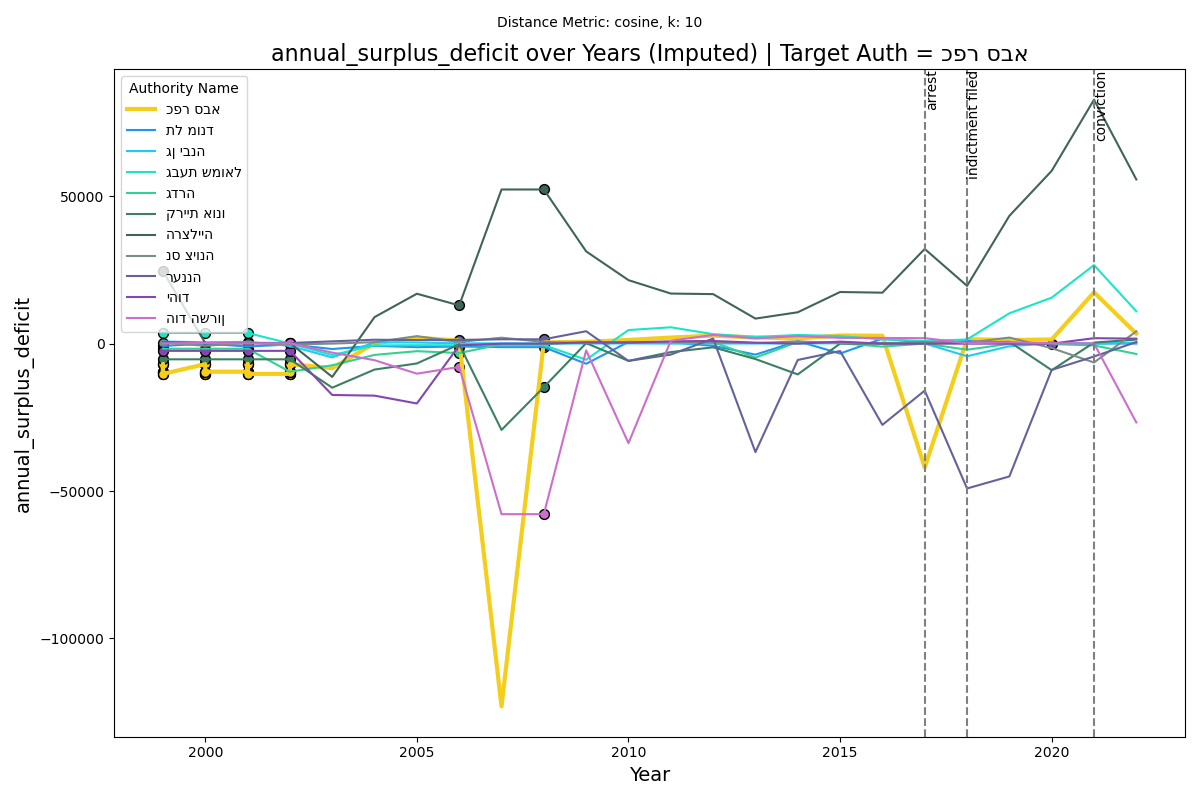 Distance Metric: cosine, k: 10
annual_surplus_deficit over Years (Imputed) | Target Auth = כפר סבא
Authority Name
כפר סבא
תל מונד
גן יבנה
גבעת שמואל
גדרה
קריית אונו
הרצלייה
נס ציונה
רעננה
יהוד
הוד השרון
arrest
indictment filed
conviction
annual_surplus_deficit
50000
0
−50000
−100000
2000
2005
2010
2015
2020
Year